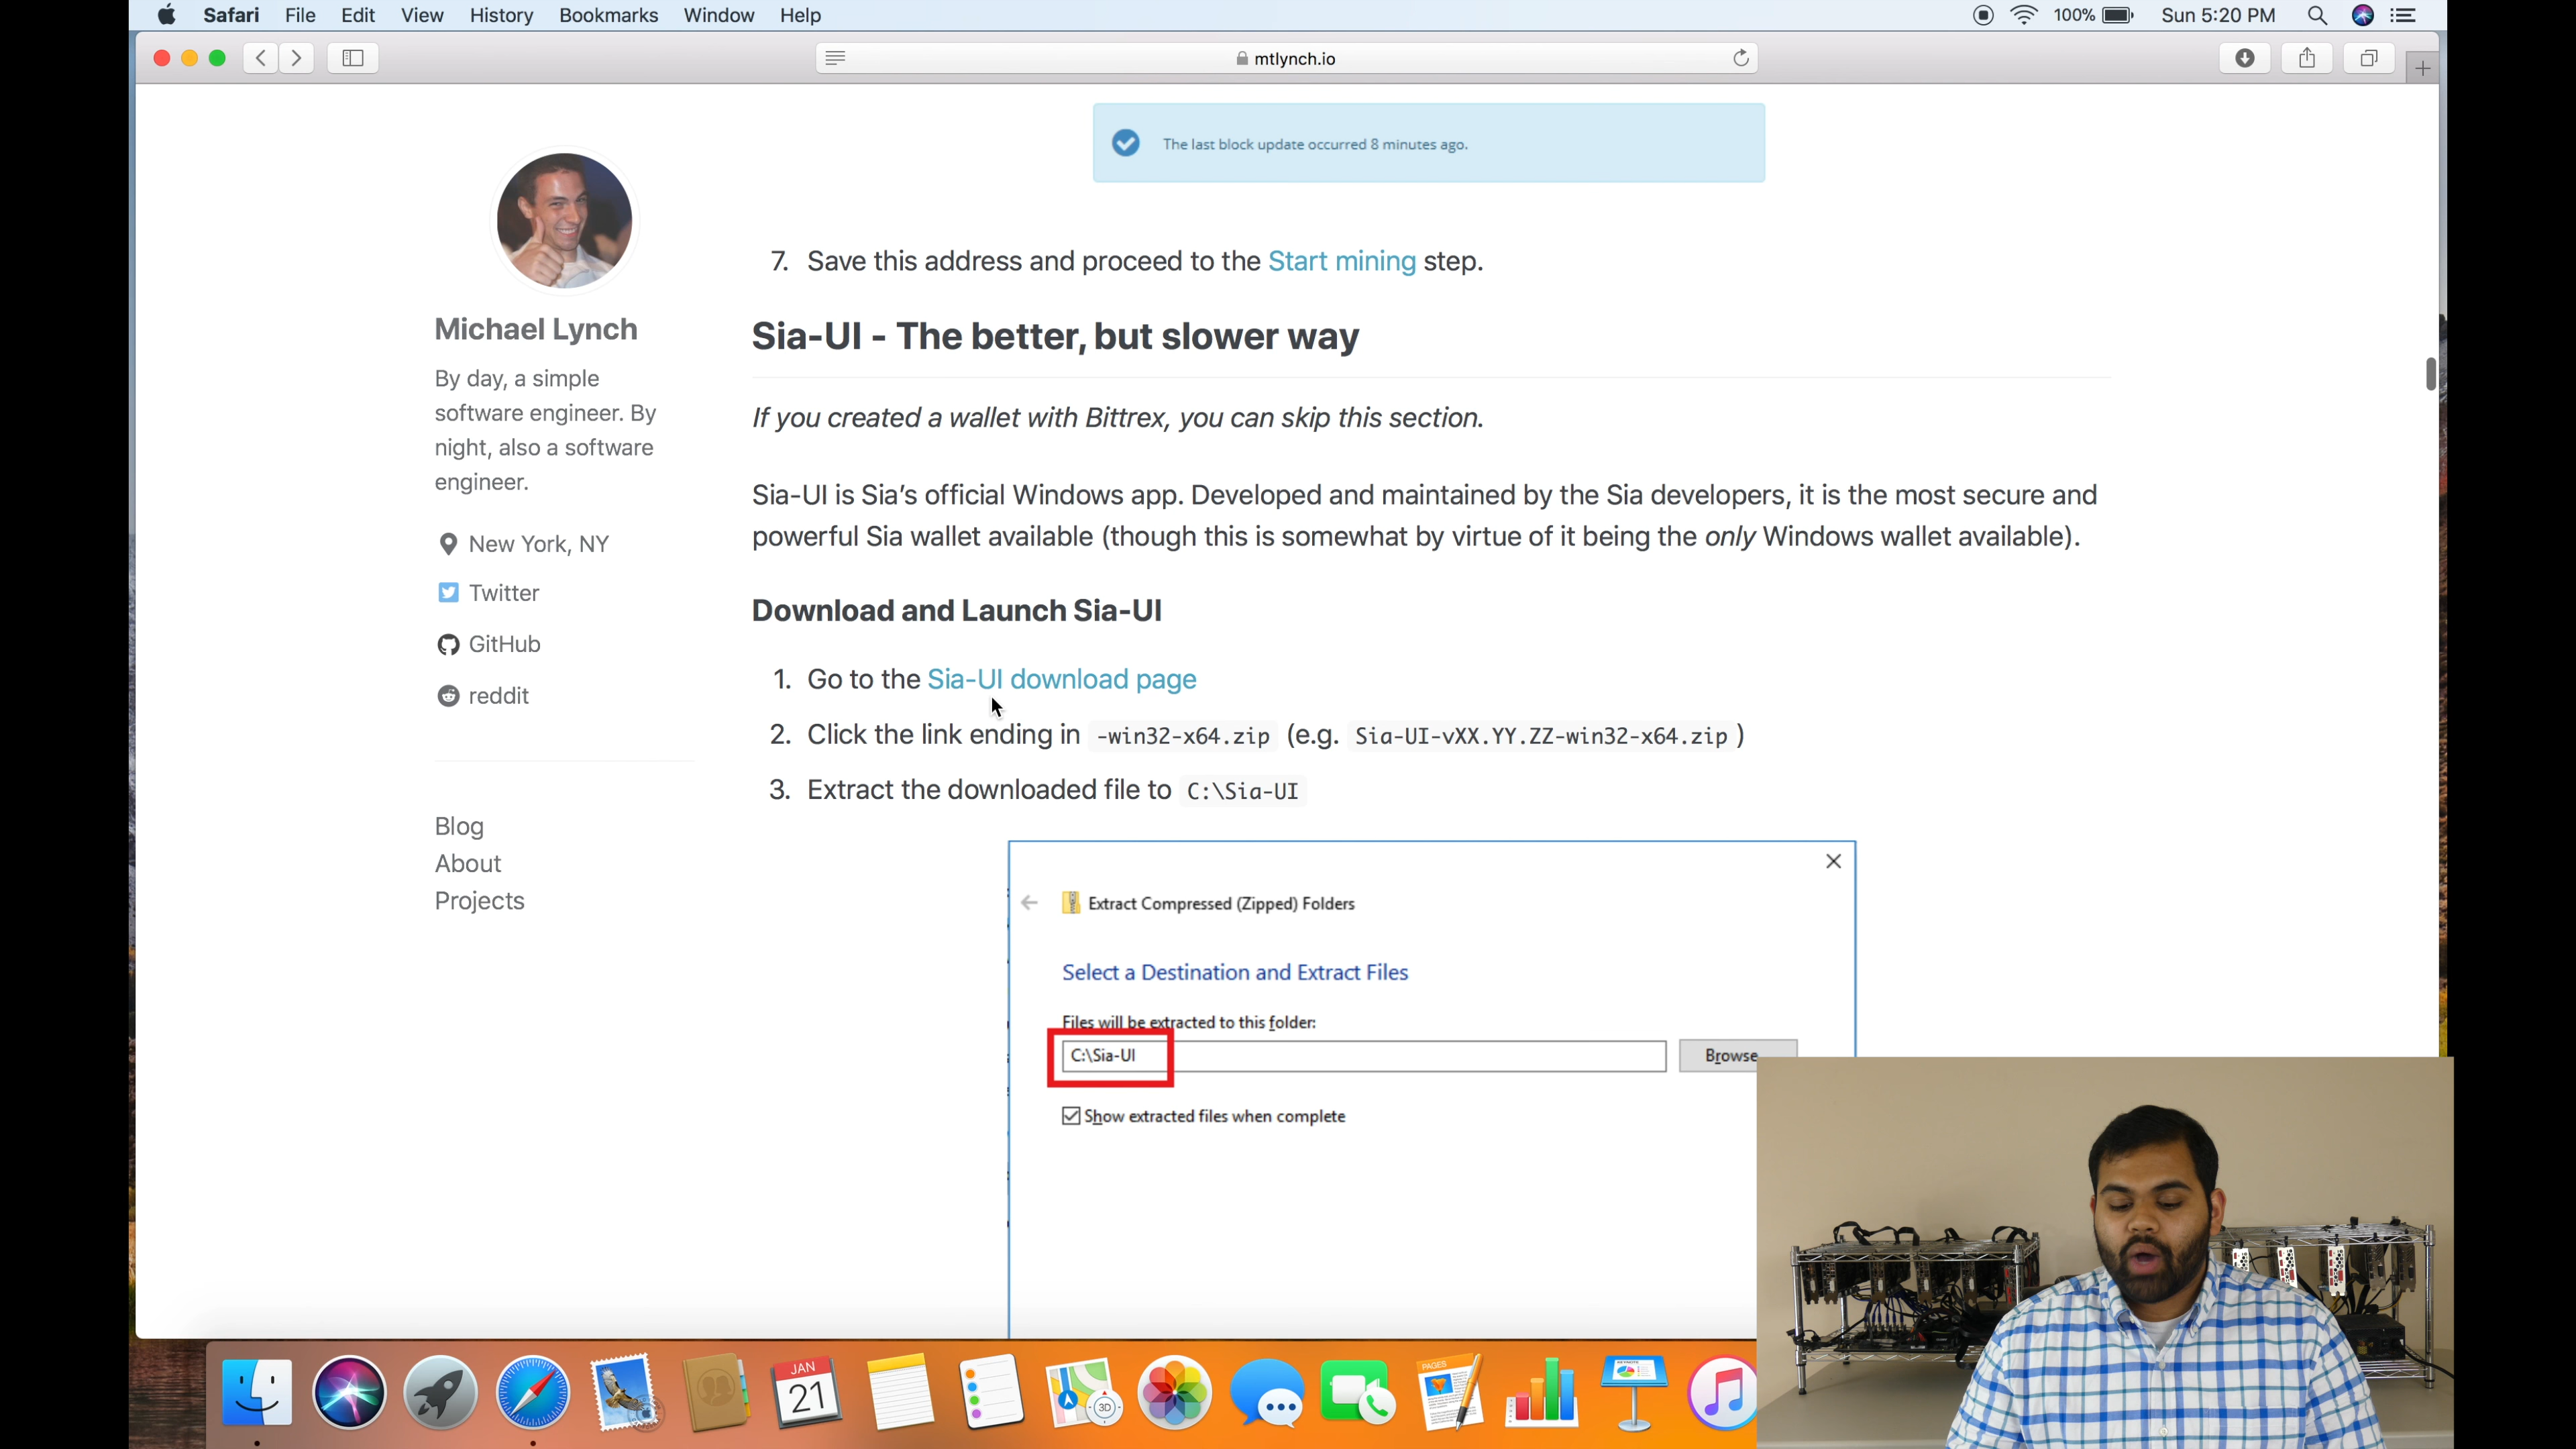 Safari File Edit View History Bookmarks Window Help 100% Sun 5:20 PM
mtlynch.io
The last block update occurred 8 minutes ago.
7. Save this address and proceed to the Start mining step.
Michael Lynch
By day, a simple
software engineer. By
night, also a software
engineer.
New York, NY
Twitter
GitHub
reddit
Blog
About
Projects
Sia-UI - The better, but slower way
If you created a wallet with Bittrex, you can skip this section.
Sia-UI is Sia’s official Windows app. Developed and maintained by the Sia developers, it is the most secure and
powerful Sia wallet available (though this is somewhat by virtue of it being the only Windows wallet available).
Download and Launch Sia-UI
1. Go to the Sia-UI download page
2. Click the link ending in -win32-x64.zip (e.g. Sia-UI-vXX.YY.ZZ-win32-x64.zip )
3. Extract the downloaded file to C:\Sia-UI
Extract Compressed (Zipped) Folders
Select a Destination and Extract Files
Files will be extracted to this folder:
C:\Sia-UI Browse
Show extracted files when complete
JAN
21
3D
PAGES